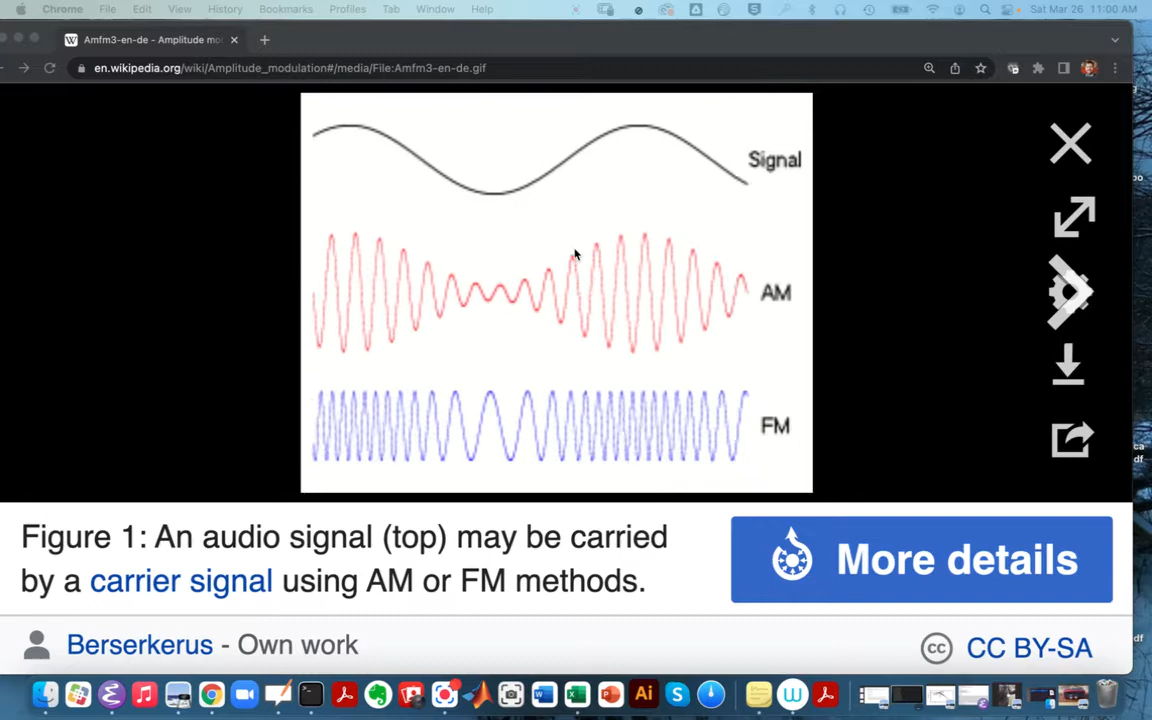 Chrome File Edit View History Bookmarks Profiles Tab Window Help Sat Mar 26 11:00 AM
W Amfm3-en-de - Amplitude mo
en.wikipedia.org/wiki/Amplitude_modulation#/media/File:Amfm3-en-de.gif
Signal
AM
FM
Figure 1: An audio signal (top) may be carried
by a carrier signal using AM or FM methods.
More details
Berserkerus - Own work
cc CC BY-SA
Ai